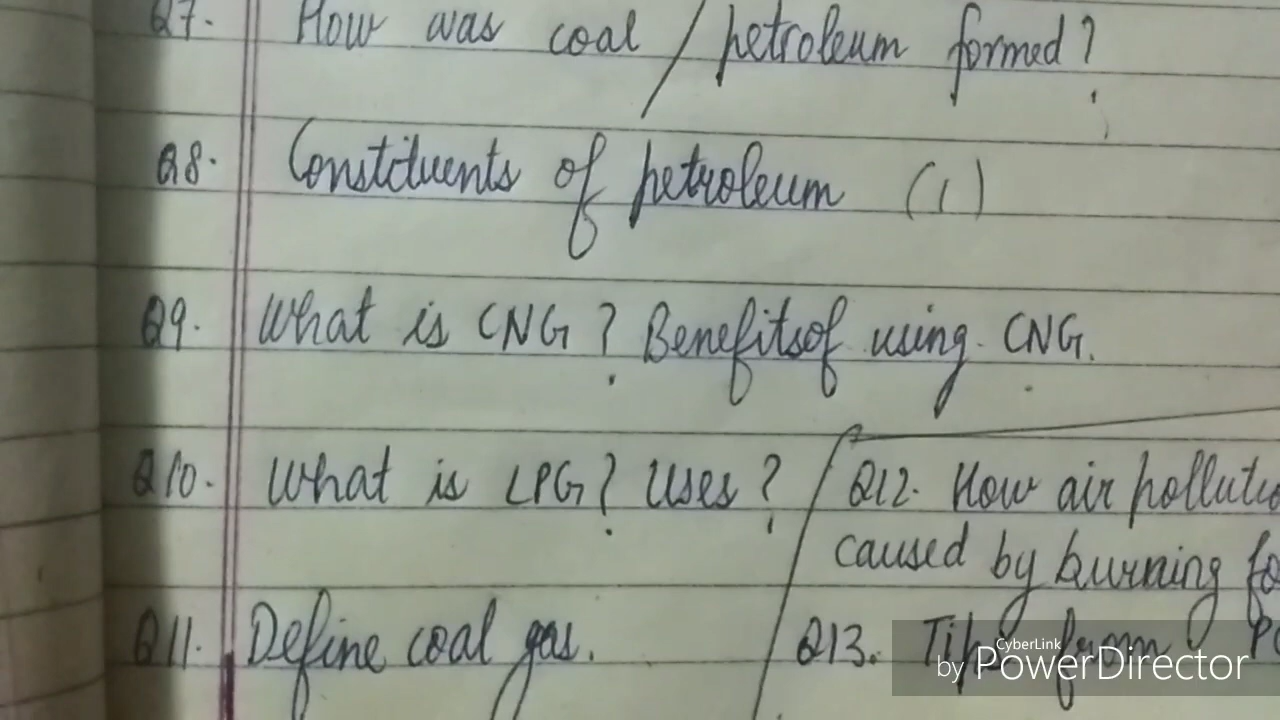 Q7. How was coal / petroleum formed?
Q8. Constituents of petroleum (1)
Q9. What is CNG? Benefits of using CNG.
Q10. What is LPG? Uses?
Q11. Define coal gas.
Q12. How air
caused by burning
Q13. Tips from
CyberLink
by PowerDirector